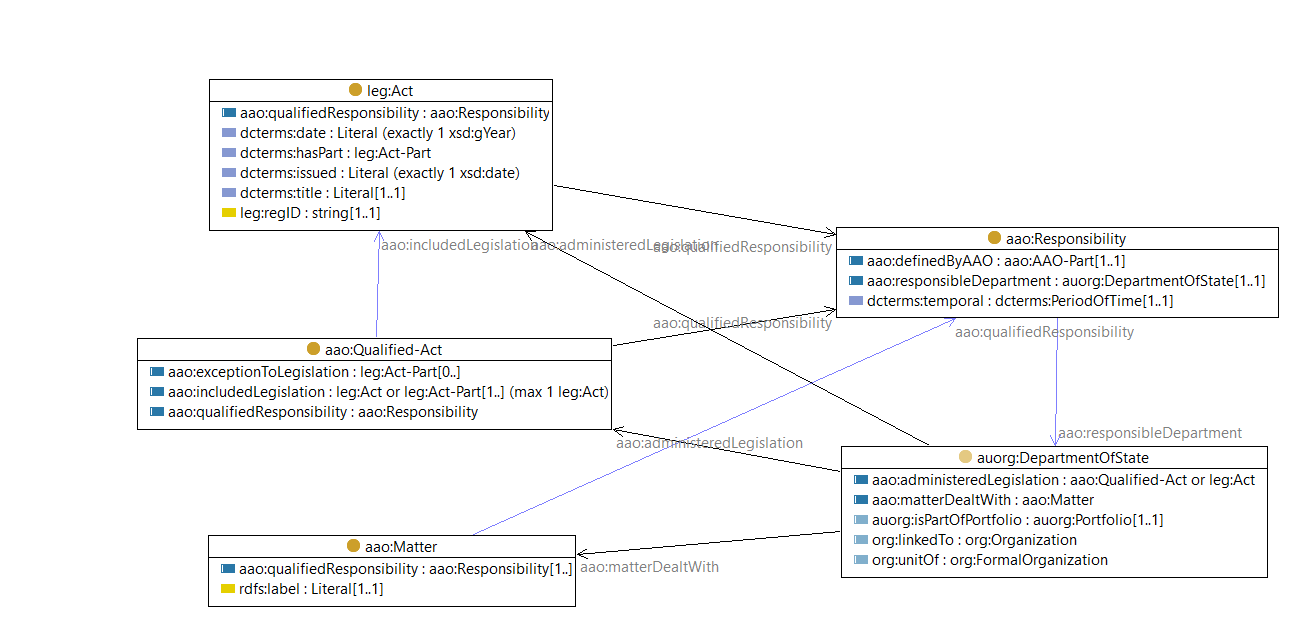 leg:Act
aao:qualifiedResponsibility : aao:Responsibility
dcterms:date : Literal (exactly 1 xsd:gYear)
dcterms:hasPart : leg:Act-Part
dcterms:issued : Literal (exactly 1 xsd:date)
dcterms:title : Literal[1..1]
leg:regID : string[1..1]
aao:includedLegislation
aao:administeredLegislation
aao:qualifiedResponsibility
aao:Responsibility
aao:definedByAAO : aao:AAO-Part[1..1]
aao:responsibleDepartment : auorg:DepartmentOfState[1..1]
dcterms:temporal : dcterms:PeriodOfTime[1..1]
aao:qualifiedResponsibility
aao:qualifiedResponsibility
aao:Qualified-Act
aao:exceptionToLegislation : leg:Act-Part[0..]
aao:includedLegislation : leg:Act or leg:Act-Part[1..] (max 1 leg:Act)
aao:qualifiedResponsibility : aao:Responsibility
aao:administeredLegislation
aao:responsibleDepartment
auorg:DepartmentOfState
aao:administeredLegislation : aao:Qualified-Act or leg:Act
aao:matterDealtWith : aao:Matter
auorg:isPartOfPortfolio : auorg:Portfolio[1..1]
org:linkedTo : org:Organization
org:unitOf : org:FormalOrganization
aao:Matter
aao:qualifiedResponsibility : aao:Responsibility[1..]
rdfs:label : Literal[1..1]
aao:matterDealtWith